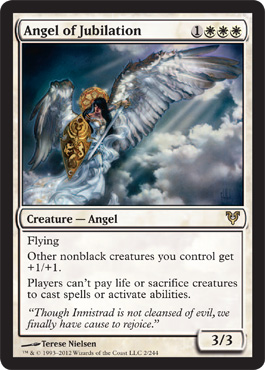 Angel of Jubilation
1
Creature — Angel
Flying
Other nonblack creatures you control get
+1/+1.
Players can't pay life or sacrifice creatures
to cast spells or activate abilities.
"Though Innistrad is not cleansed of evil, we
finally have cause to rejoice."
Terese Nielsen
™ & © 1993-2012 Wizards of the Coast LLC 2/244
3/3